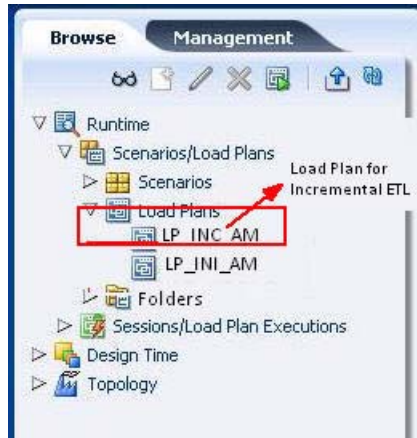 Browse Management
Runtime
Scenarios/Load Plans
Load Plan for
Incremental ETL
Scenarios
Load Plans
LP_INC_AM
LP_INI_AM
Folders
Sessions/Load Plan Executions
Design Time
Topology